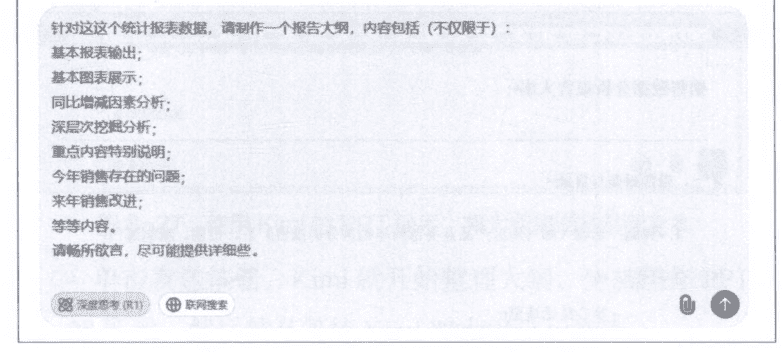 针对这这个统计报表数据，请制作一个报告大纲，内容包括（不仅限于）：
基本报表输出；
基本图表展示；
同比增减因素分析；
深层次挖掘分析；
重点内容特别说明；
今年销售存在的问题；
来年销售改进；
等等内容。
请畅所欲言，尽可能提供详细些。
深度思考 (R1) 联网搜索